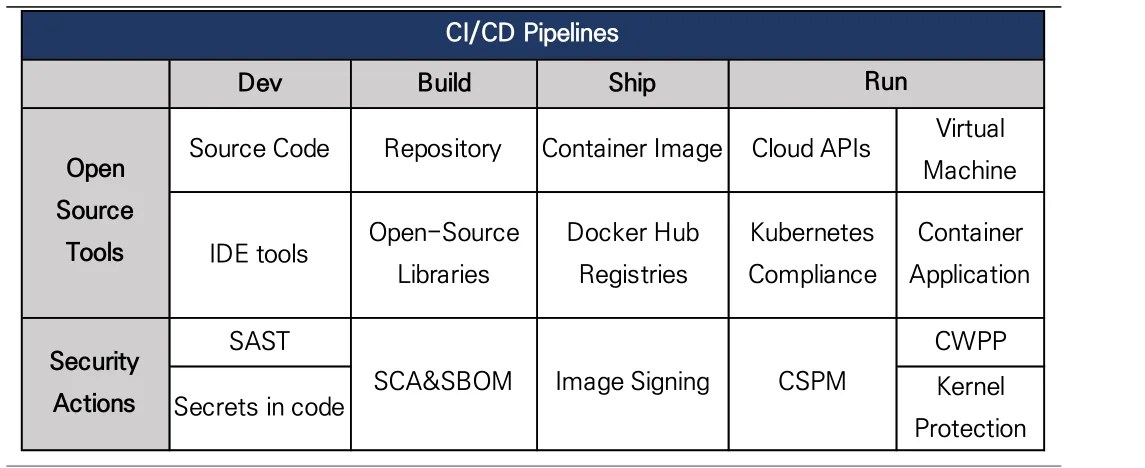 CI/CD Pipelines
Dev Build Ship Run
Open
Source
Tools
Source Code
Repository
Container Image
Cloud APIs
Virtual
Machine
IDE tools
Open-Source
Libraries
Docker Hub
Registries
Kubernetes
Compliance
Container
Application
Security
Actions
SAST
Secrets in code
SCA&SBOM
Image Signing
CSPM
CWPP
Kernel
Protection